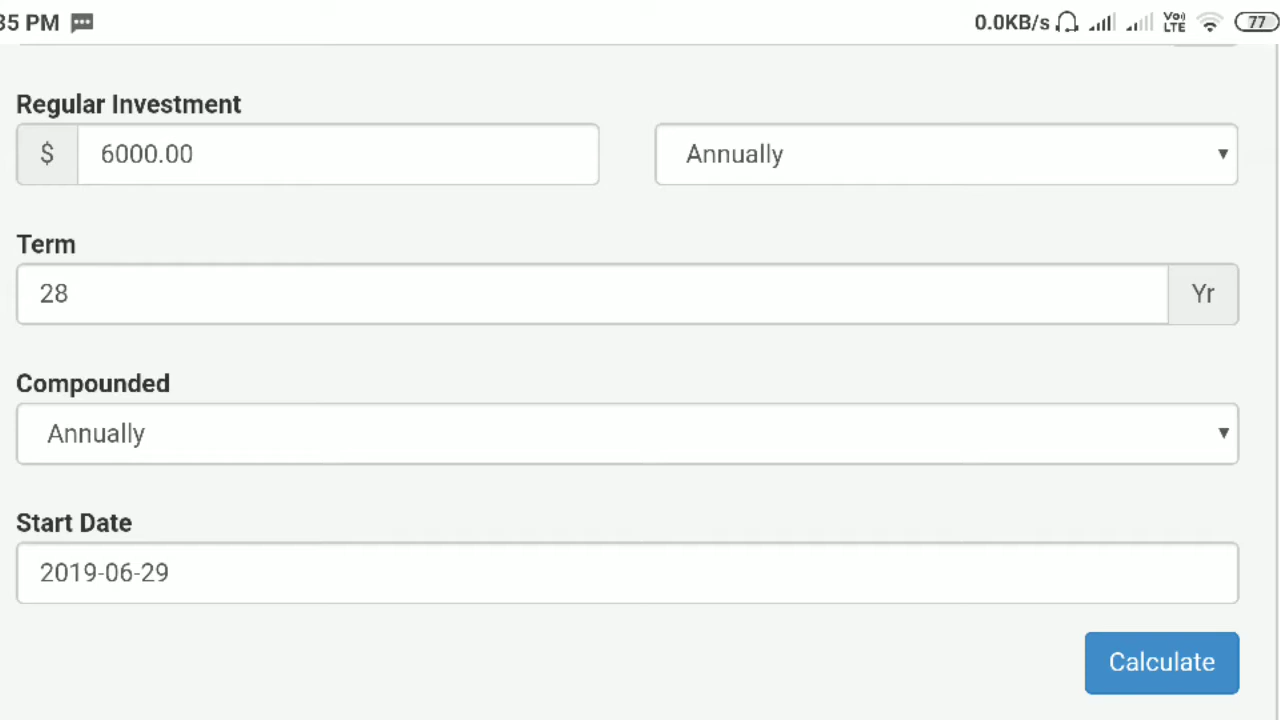 35 PM 0.0KB/s Vo) LTE 77
Regular Investment
$ 6000.00 Annually
Term
28 Yr
Compounded
Annually
Start Date
2019-06-29
Calculate